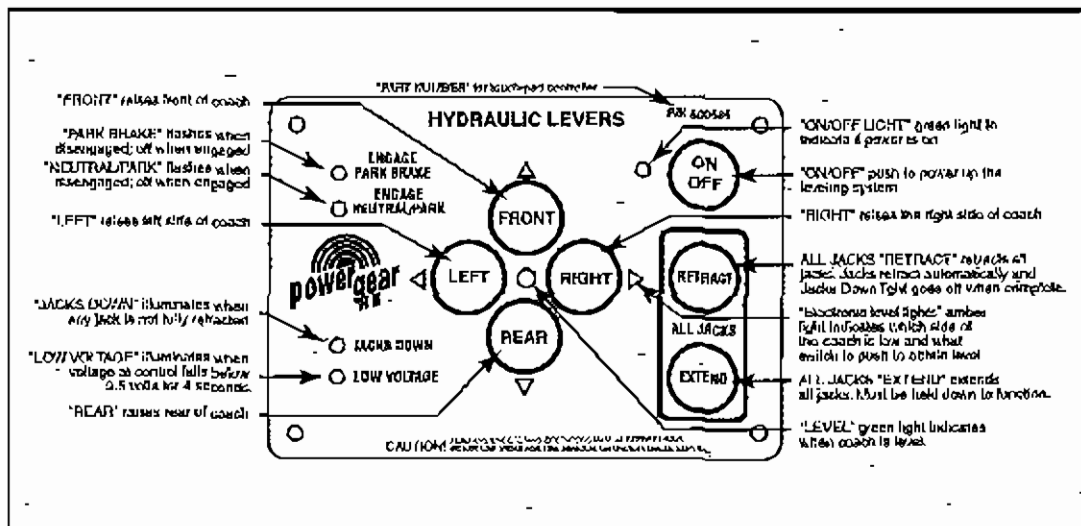 "PART NUMBER" for touch-pad controller
"FRONT" raises front of coach
"PARK BRAKE" flashes when
disengaged; off when engaged
"NEUTRAL/PARK" flashes when
disengaged; off when engaged
"LEFT" raises left side of coach
"JACKS DOWN" illuminates when
any jack is not fully retracted
"LOW VOLTAGE" illuminates when
voltage at control falls below
9.5 volts for 4 seconds.
"REAR" raises rear of coach
HYDRAULIC LEVERS
P/N
ENGAGE
PARK BRAKE
ENGAGE
NEUTRAL/PARK
FRONT
LEFT
RIGHT
REAR
power gear
JACKS DOWN
LOW VOLTAGE
ON
OFF
RETRACT
ALL JACKS
EXTEND
CAUTION!
"ON/OFF LIGHT" green light to
indicate if power is on
"ON/OFF" push to power up the
leveling system
"RIGHT" raises the right side of coach
ALL JACKS "RETRACT" retracts all
jacks. Jacks retract automatically and
Jacks Down light goes off when complete.
"Electronic level lights" amber
light indicates which side of
the coach is low and what
switch to push to obtain level
ALL JACKS "EXTEND" extends
all jacks. Must be held down to function.
"LEVEL" green light indicates
when coach is level.